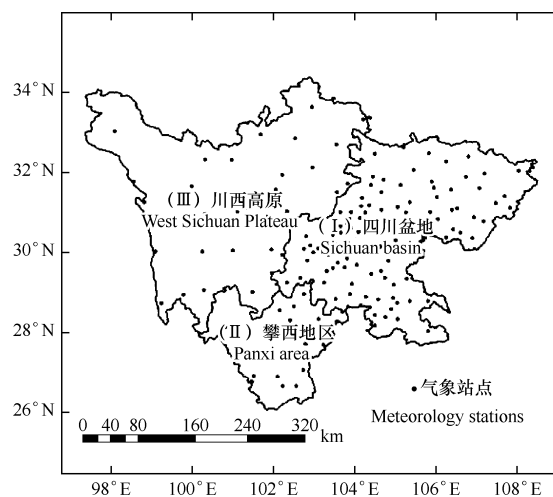 34°N
32°N
30°N
28°N
26°N
(Ⅲ) 川西高原
West Sichuan Plateau
(Ⅰ) 四川盆地
Sichuan basin
(Ⅱ) 攀西地区
Panxi area
气象站点
Meteorology stations
0 40 80 160 240 320
km
98°E 100°E 102°E 104°E 106°E 108°E